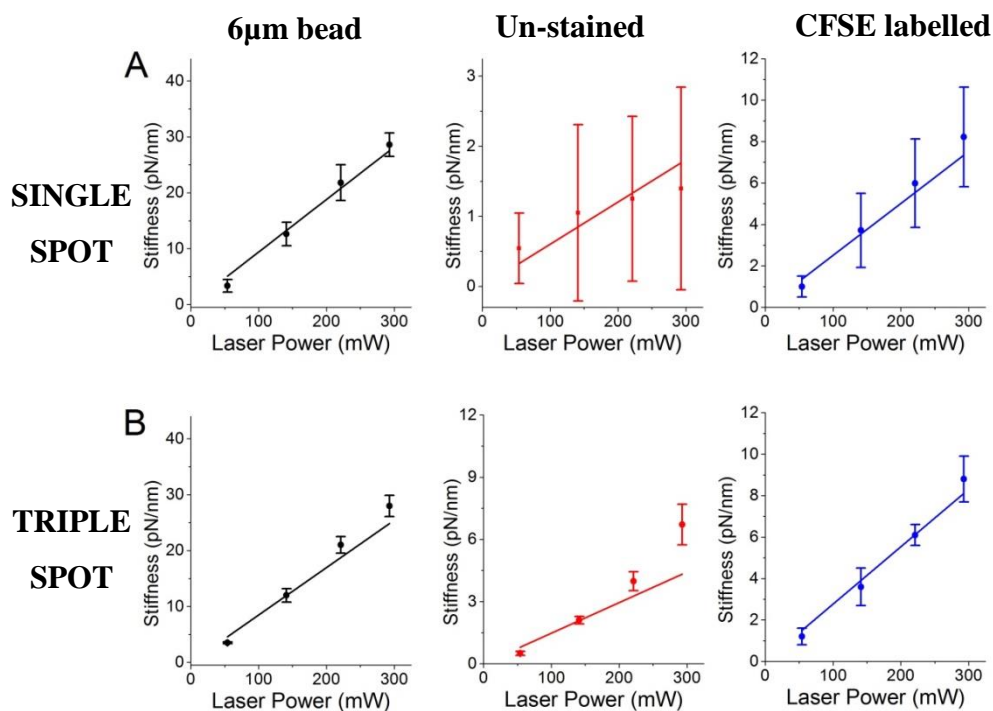 6µm bead
Un-stained
CFSE labelled
A
SINGLE
SPOT
Stiffness (pN/nm)
40
30
20
10
0
0 100 200 300
Laser Power (mW)
Stiffness (pN/nm)
3
2
1
0
0 100 200 300
Laser Power (mW)
Stiffness (pN/nm)
12
10
8
6
4
2
0
0 100 200 300
Laser Power (mW)
B
TRIPLE
SPOT
Stiffness (pN/nm)
40
30
20
10
0
0 100 200 300
Laser Power (mW)
Stiffness (pN/nm)
12
9
6
3
0
0 100 200 300
Laser Power (mW)
Stiffness (pN/nm)
12
10
8
6
4
2
0
0 100 200 300
Laser Power (mW)